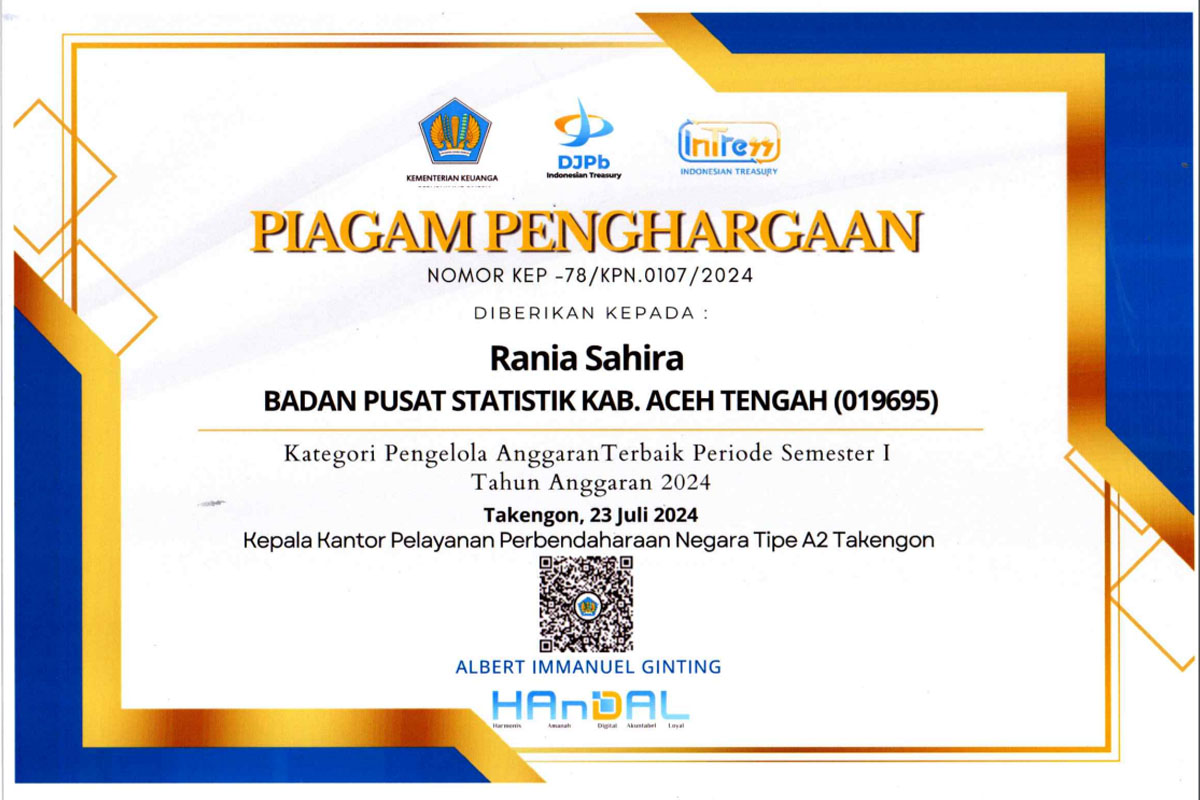 KEMENTERIAN KEUANGAN
DJPb
Indonesian Treasury
InTress
INDONESIAN TREASURY
PIAGAM PENGHARGAAN
NOMOR KEP -78/KPN.0107/2024
DIBERIKAN KEPADA :
Rania Sahira
BADAN PUSAT STATISTIK KAB. ACEH TENGAH (019695)
Kategori Pengelola AnggaranTerbaik Periode Semester I
Tahun Anggaran 2024
Takengon, 23 Juli 2024
Kepala Kantor Pelayanan Perbendaharaan Negara Tipe A2 Takengon
ALBERT IMMANUEL GINTING
HAnDAL
Harmonis Amanah Digital Akuntabel Loyal